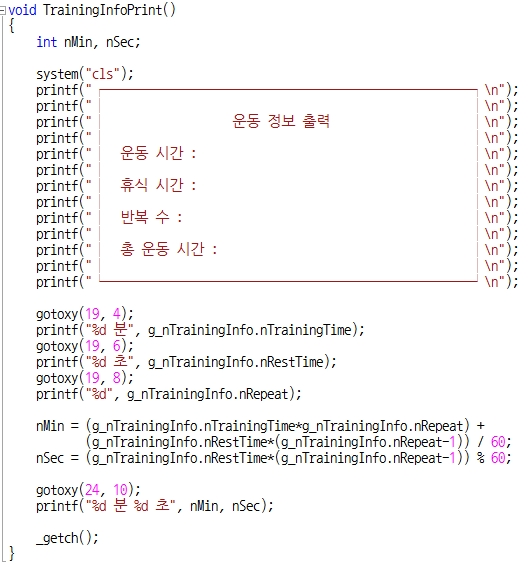 void TrainingInfoPrint()
{
    int nMin, nSec;

    system("cls");
    printf(" ┌──────────────────────┐ \n");
    printf(" │                                            │ \n");
    printf(" │                운동 정보 출력                │ \n");
    printf(" │                                            │ \n");
    printf(" │  운동 시간 :                                │ \n");
    printf(" │                                            │ \n");
    printf(" │  휴식 시간 :                                │ \n");
    printf(" │                                            │ \n");
    printf(" │  반복 수 :                                  │ \n");
    printf(" │                                            │ \n");
    printf(" │  총 운동 시간 :                             │ \n");
    printf(" │                                            │ \n");
    printf(" └──────────────────────┘ \n");

    gotoxy(19, 4);
    printf("%d 분", g_nTrainingInfo.nTrainingTime);
    gotoxy(19, 6);
    printf("%d 초", g_nTrainingInfo.nRestTime);
    gotoxy(19, 8);
    printf("%d", g_nTrainingInfo.nRepeat);

    nMin = (g_nTrainingInfo.nTrainingTime*g_nTrainingInfo.nRepeat) +
           (g_nTrainingInfo.nRestTime*(g_nTrainingInfo.nRepeat-1)) / 60;
    nSec = (g_nTrainingInfo.nRestTime*(g_nTrainingInfo.nRepeat-1)) % 60;

    gotoxy(24, 10);
    printf("%d 분 %d 초", nMin, nSec);

    _getch();
}